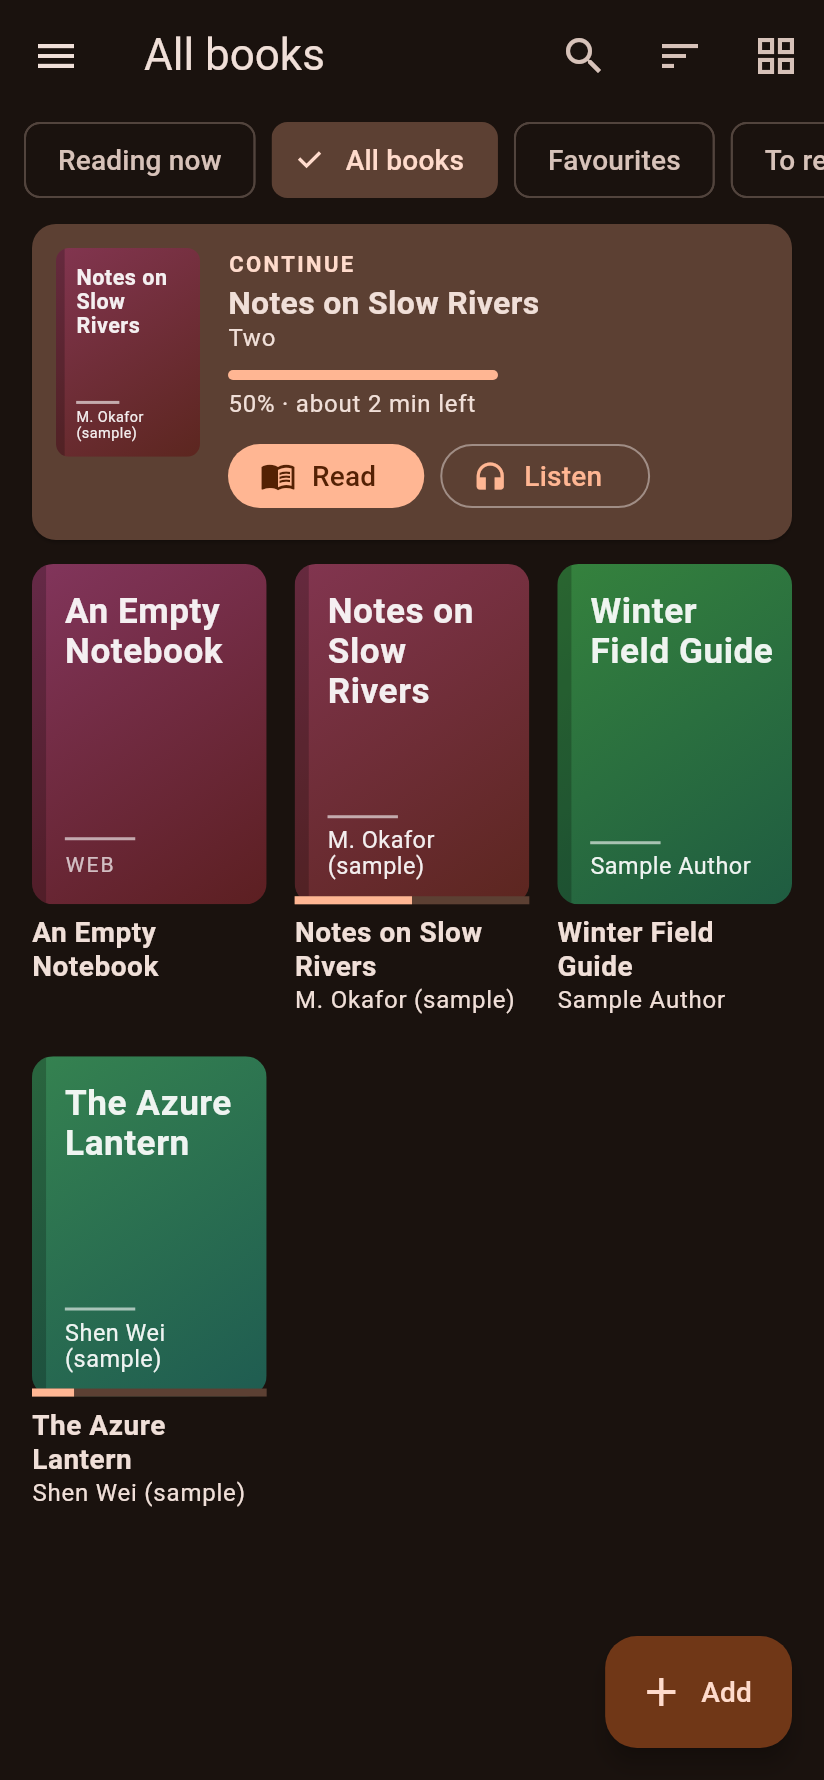 All books
Reading now
All books
Favourites
To re
Notes on
Slow
Rivers
M. Okafor
(sample)
CONTINUE
Notes on Slow Rivers
Two
50% · about 2 min left
Read
Listen
An Empty
Notebook
WEB
An Empty
Notebook
Notes on
Slow
Rivers
M. Okafor
(sample)
Notes on Slow
Rivers
M. Okafor (sample)
Winter
Field Guide
Sample Author
Winter Field
Guide
Sample Author
The Azure
Lantern
Shen Wei
(sample)
The Azure
Lantern
Shen Wei (sample)
Add